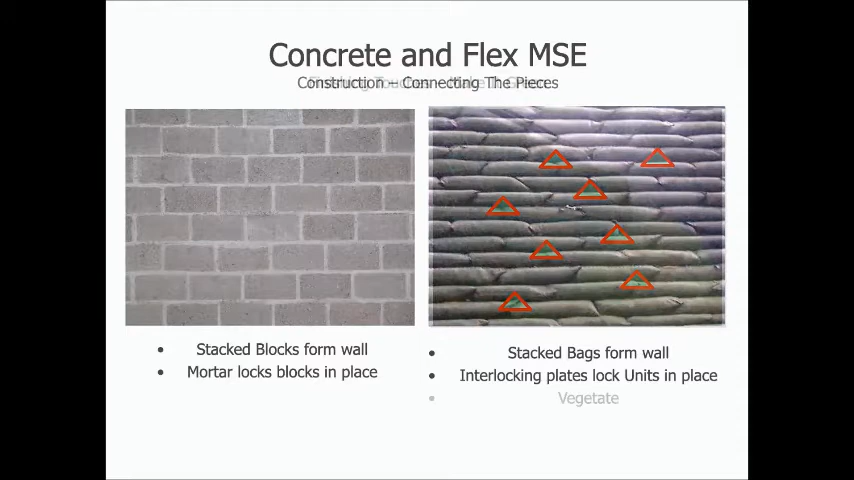 Concrete and Flex MSE
Construction – Connecting The Pieces
Stacked Blocks form wall
Mortar locks blocks in place
Stacked Bags form wall
Interlocking plates lock Units in place
Vegetate